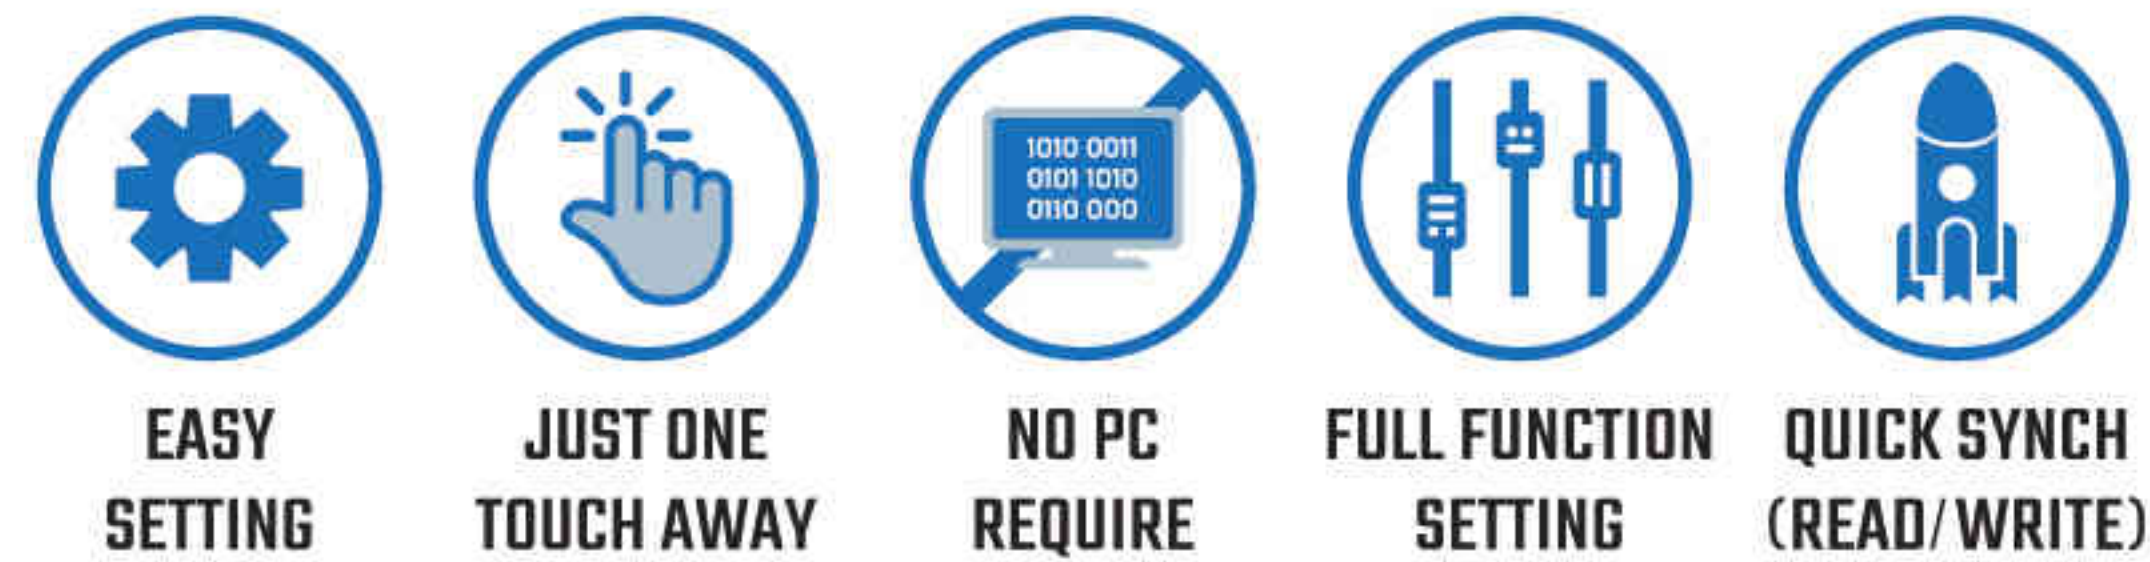 1010 0011
0101 1010
0110 000
EASY
SETTING
JUST ONE
TOUCH AWAY
NO PC
REQUIRE
FULL FUNCTION
SETTING
QUICK SYNCH
(READ/WRITE)